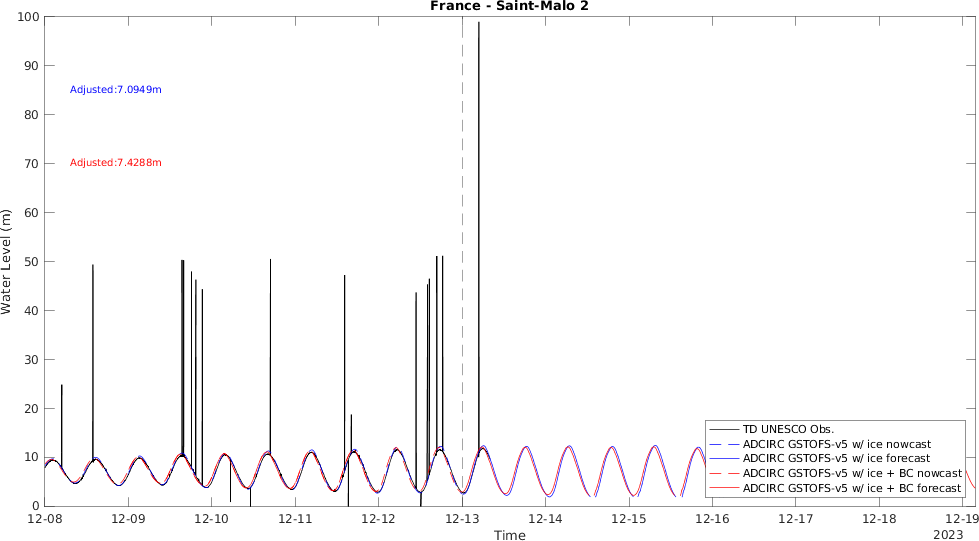 France - Saint-Malo 2
100
90
80
70
60
50
40
30
20
10
0
Water Level (m)
Adjusted:7.0949m
Adjusted:7.4288m
TD UNESCO Obs.
ADCIRC GSTOFS-v5 w/ ice nowcast
ADCIRC GSTOFS-v5 w/ ice forecast
ADCIRC GSTOFS-v5 w/ ice + BC nowcast
ADCIRC GSTOFS-v5 w/ ice + BC forecast
12-08 12-09 12-10 12-11 12-12 12-13 12-14 12-15 12-16 12-17 12-18 12-19
Time
2023